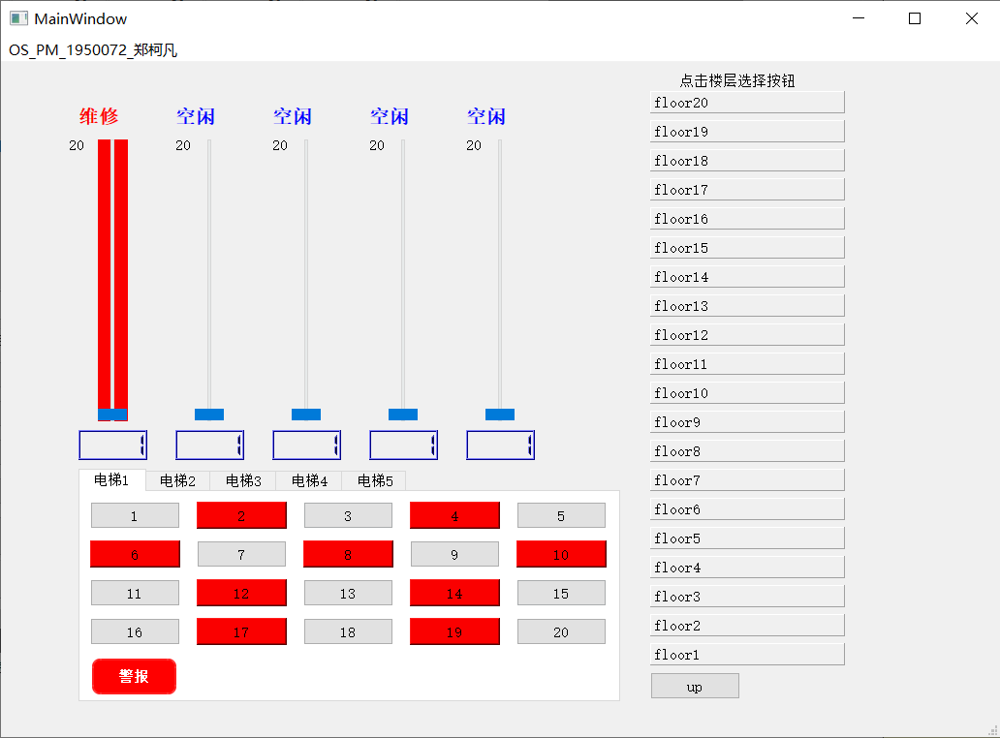 MainWindow
OS_PM_1950072_郑柯凡
点击楼层选择按钮
维修 空闲 空闲 空闲 空闲
20 20 20 20 20
1 1 1 1 1
电梯1 电梯2 电梯3 电梯4 电梯5
1 2 3 4 5
6 7 8 9 10
11 12 13 14 15
16 17 18 19 20
警报
floor20
floor19
floor18
floor17
floor16
floor15
floor14
floor13
floor12
floor11
floor10
floor9
floor8
floor7
floor6
floor5
floor4
floor3
floor2
floor1
up